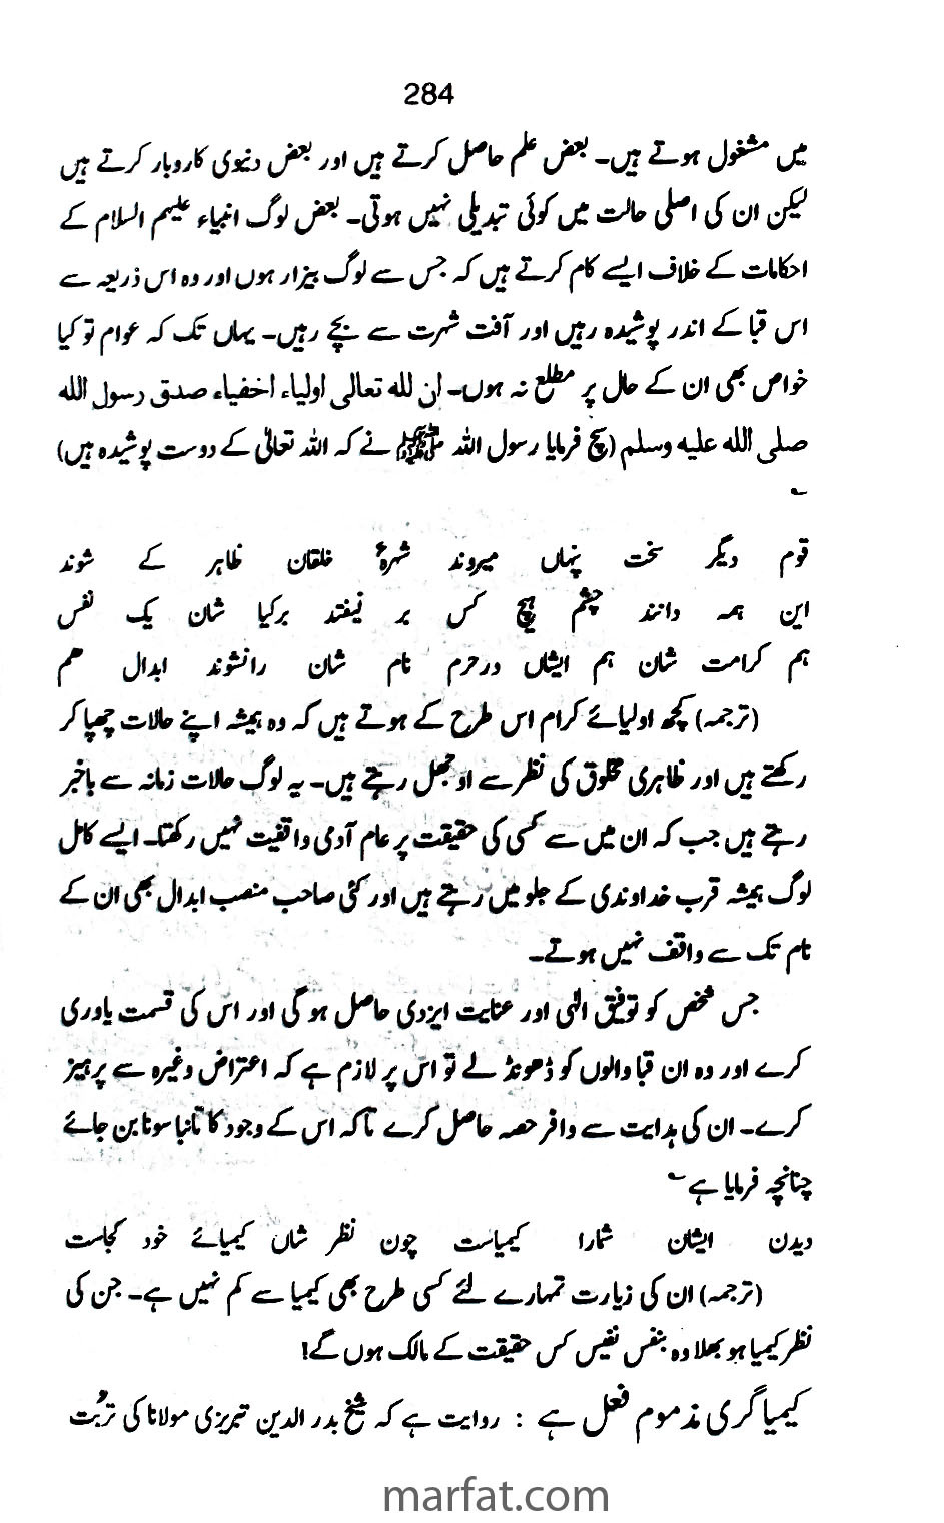 284
میں مشغول ہوتے ہیں۔ بعض علم حاصل کرتے ہیں اور بعض دنیوی کاروبار کرتے ہیں
لیکن ان کی اصلی حالت میں کوئی تبدیلی نہیں ہوتی۔ بعض لوگ انبیاء علیہم السلام کے
احکامات کے خلاف ایسے کام کرتے ہیں کہ جس سے لوگ بیزار ہوں اور وہ اس ذریعہ سے
اس قبا کے اندر پوشیدہ رہیں اور آفت شہرت سے بچے رہیں۔ یہاں تک کہ عوام تو کیا
خواص بھی ان کے حال پر مطلع نہ ہوں۔ ان لله تعالى اولیاء اخفیاء صدق رسول الله
صلى الله عليه وسلم (سچ فرمایا رسول اللہ ﷺ نے کہ اللہ تعالیٰ کے دوست پوشیدہ ہیں)
؎
قوم دیگر سخت پنہاں میروند شہرۂ خلقان ظاہر کے شوند
این ہمہ دانند چشم ہیچ کس بر نیفتد برکیا شان یک نفس
ہم کرامت شان ہم ایشاں در حرم نام شان رانشوند ابدال ہم
(ترجمہ) کچھ اولیائے کرام اس طرح کے ہوتے ہیں کہ وہ ہمیشہ اپنے حالات چھپا کر
رکھتے ہیں اور ظاہری مخلوق کی نظر سے اوجھل رہتے ہیں۔ یہ لوگ حالات زمانہ سے باخبر
رہتے ہیں جب کہ ان میں سے کسی کی حقیقت پر عام آدمی واقفیت نہیں رکھتا۔ ایسے کامل
لوگ ہمیشہ قرب خداوندی کے جلو میں رہتے ہیں اور کئی صاحب منصب ابدال بھی ان کے
نام تک سے واقف نہیں ہوتے۔
جس شخص کو توفیق الٰہی اور عنایت ایزدی حاصل ہو گی اور اس کی قسمت یاوری
کرے اور وہ ان قبا والوں کو ڈھونڈ لے تو اس پر لازم ہے کہ اعتراض وغیرہ سے پرہیز
کرے۔ ان کی ہدایت سے وافر حصہ حاصل کرے تاکہ اس کے وجود کا تانبا سونا بن جائے
چنانچہ فرمایا ہے ؎
دیدن ایشان شمارا کیمیاست چون نظر شاں کیمیائے خود کجاست
(ترجمہ) ان کی زیارت تمہارے لئے کسی طرح بھی کیمیا سے کم نہیں ہے۔ جن کی
نظر کیمیا ہو بھلا وہ بنفس نفیس کس حقیقت کے مالک ہوں گے!
کیمیا گری مذموم فعل ہے : روایت ہے کہ شیخ بدر الدین تبریزی مولانا کی تربت
marfat.com